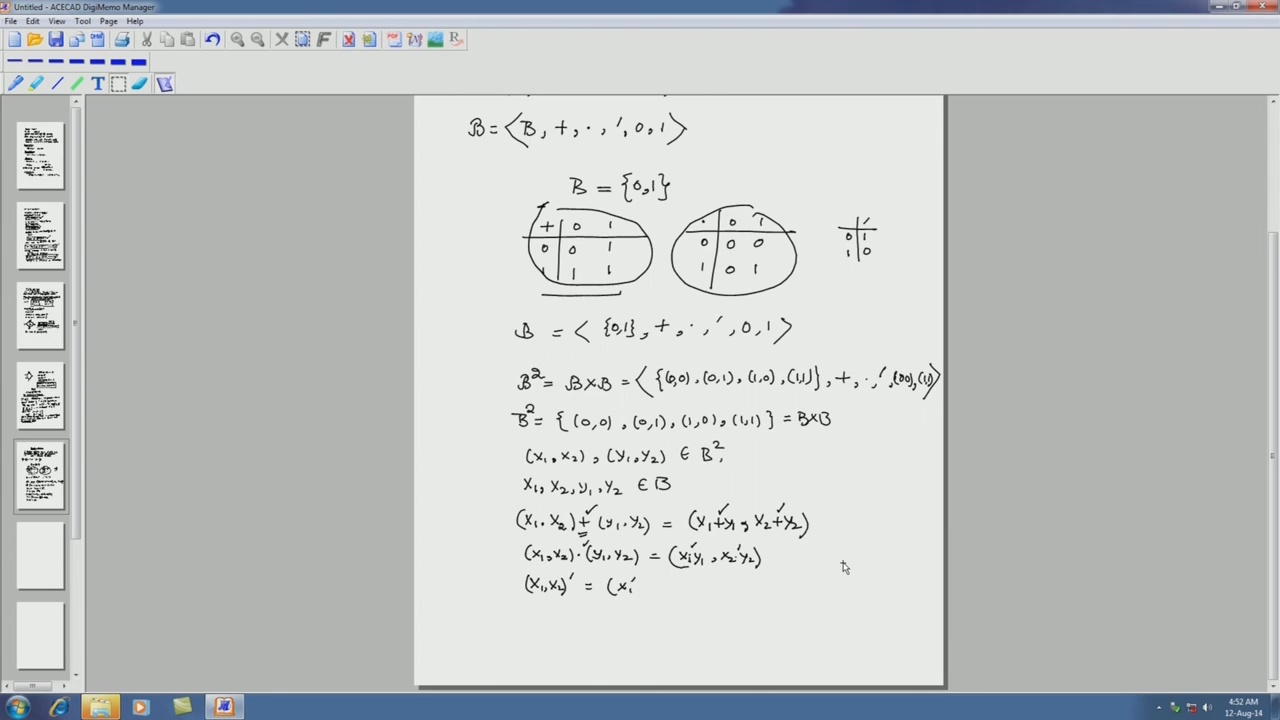 Untitled - ACECAD DigiMemo Manager
File Edit View Tool Page Help
B = ⟨B, +, ·, ′, 0, 1⟩
B = {0,1}
+ | 0 1
0 | 0 1
1 | 1 1
· | 0 1
0 | 0 0
1 | 0 1
| ′
0 | 1
1 | 0
B = ⟨{0,1}, +, ·, ′, 0, 1⟩
B² = B×B = ⟨{(0,0), (0,1), (1,0), (1,1)}, +, ·, ′, (0,0), (1,1)⟩
B² = {(0,0), (0,1), (1,0), (1,1)} = B×B
(x₁, x₂), (y₁, y₂) ∈ B²,
x₁, x₂, y₁, y₂ ∈ B
(x₁, x₂) + (y₁, y₂) = (x₁+y₁, x₂+y₂)
(x₁, x₂) · (y₁, y₂) = (x₁·y₁, x₂·y₂)
(x₁, x₂)′ = (x₁′
4:52 AM
12-Aug-14